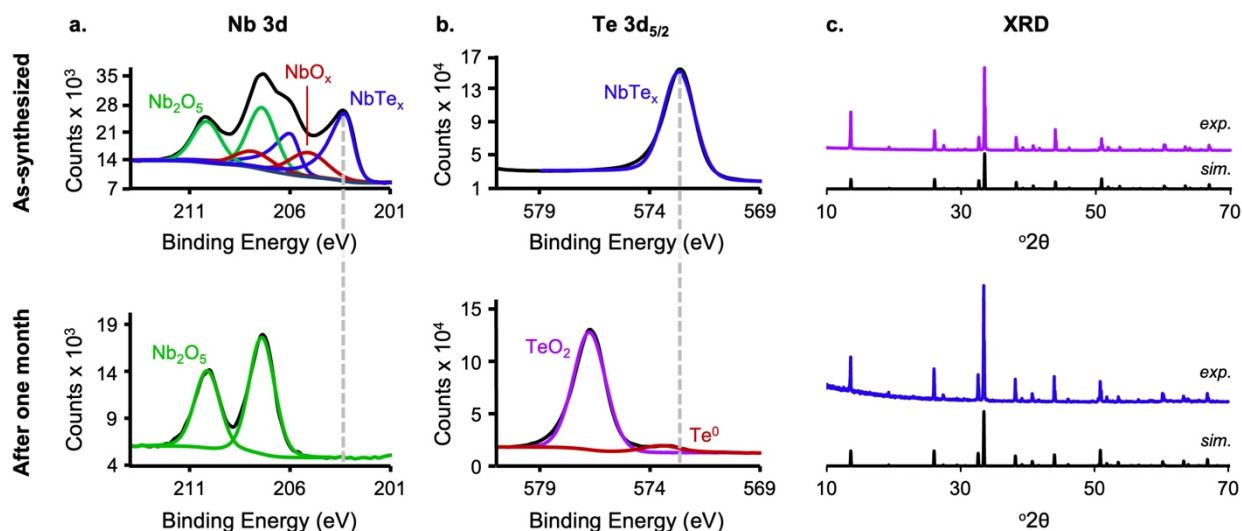 a.
Nb 3d
b.
Te 3d5/2
c.
XRD
As-synthesized
Counts x 10³
35
28
21
14
7
Nb₂O₅
NbOₓ
NbTeₓ
211
206
201
Binding Energy (eV)
Counts x 10⁴
17
13
9
5
1
NbTeₓ
579
574
569
Binding Energy (eV)
exp.
sim.
10
30
50
70
°2θ
After one month
Counts x 10³
19
14
9
4
Nb₂O₅
211
206
201
Binding Energy (eV)
Counts x 10⁴
15
10
5
0
TeO₂
Te⁰
579
574
569
Binding Energy (eV)
exp.
sim.
10
30
50
70
°2θ